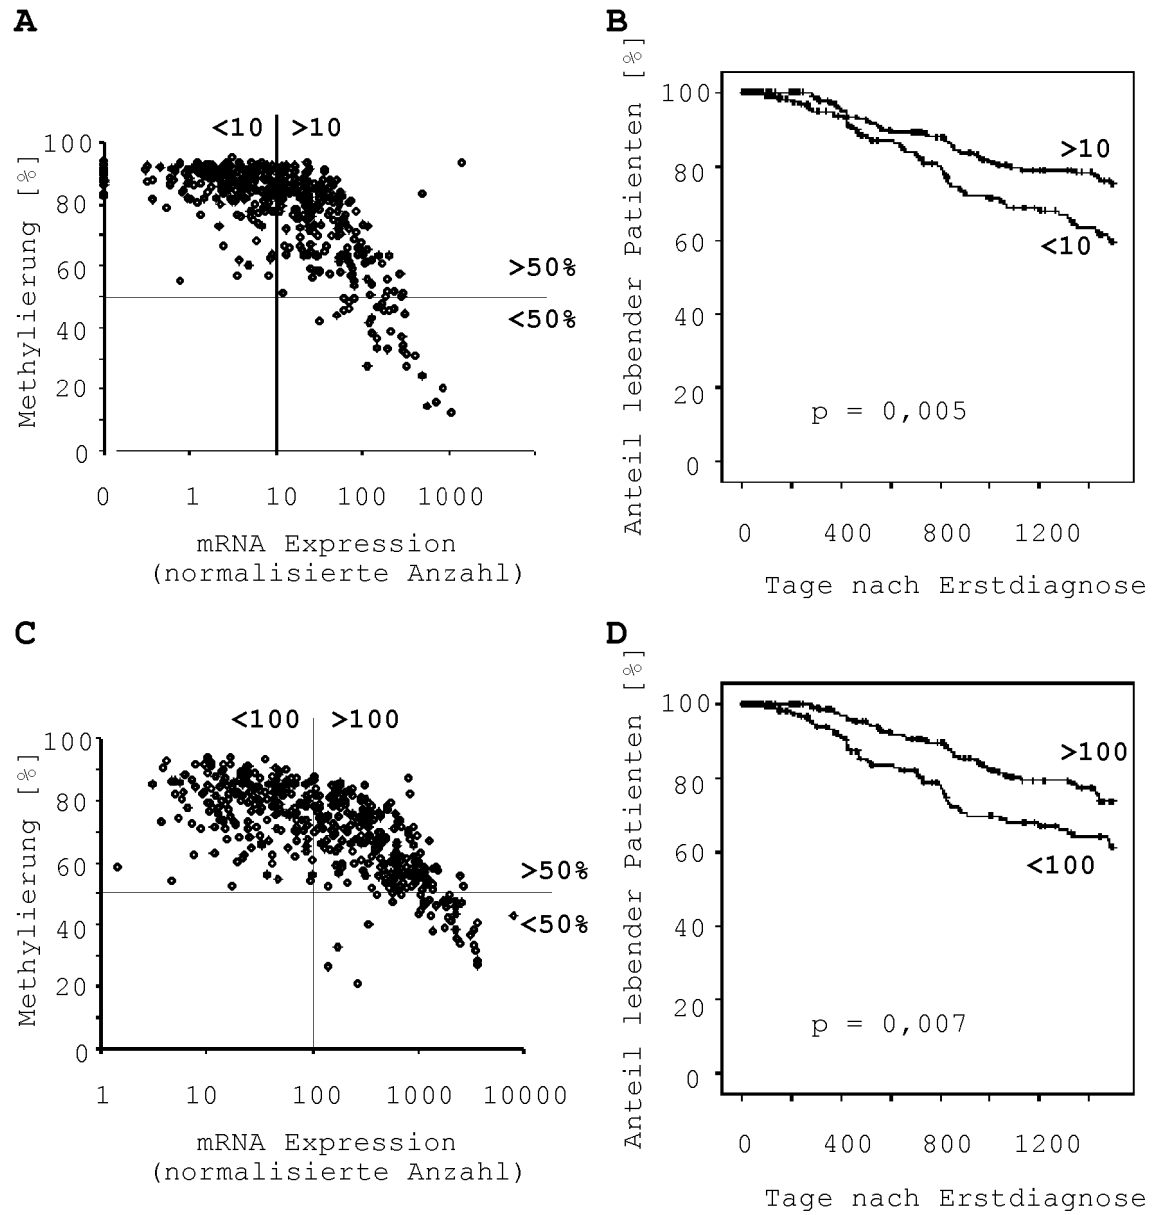 A
<10 >10
Methylierung [%]
100
80
60
40
20
0
>50%
<50%
0 1 10 100 1000
mRNA Expression
(normalisierte Anzahl)
B
Anteil lebender Patienten [%]
100
80
60
40
20
0
>10
<10
p = 0,005
0 400 800 1200
Tage nach Erstdiagnose
C
<100 >100
Methylierung [%]
100
80
60
40
20
0
>50%
<50%
1 10 100 1000 10000
mRNA Expression
(normalisierte Anzahl)
D
Anteil lebender Patienten [%]
100
80
60
40
20
0
>100
<100
p = 0,007
0 400 800 1200
Tage nach Erstdiagnose